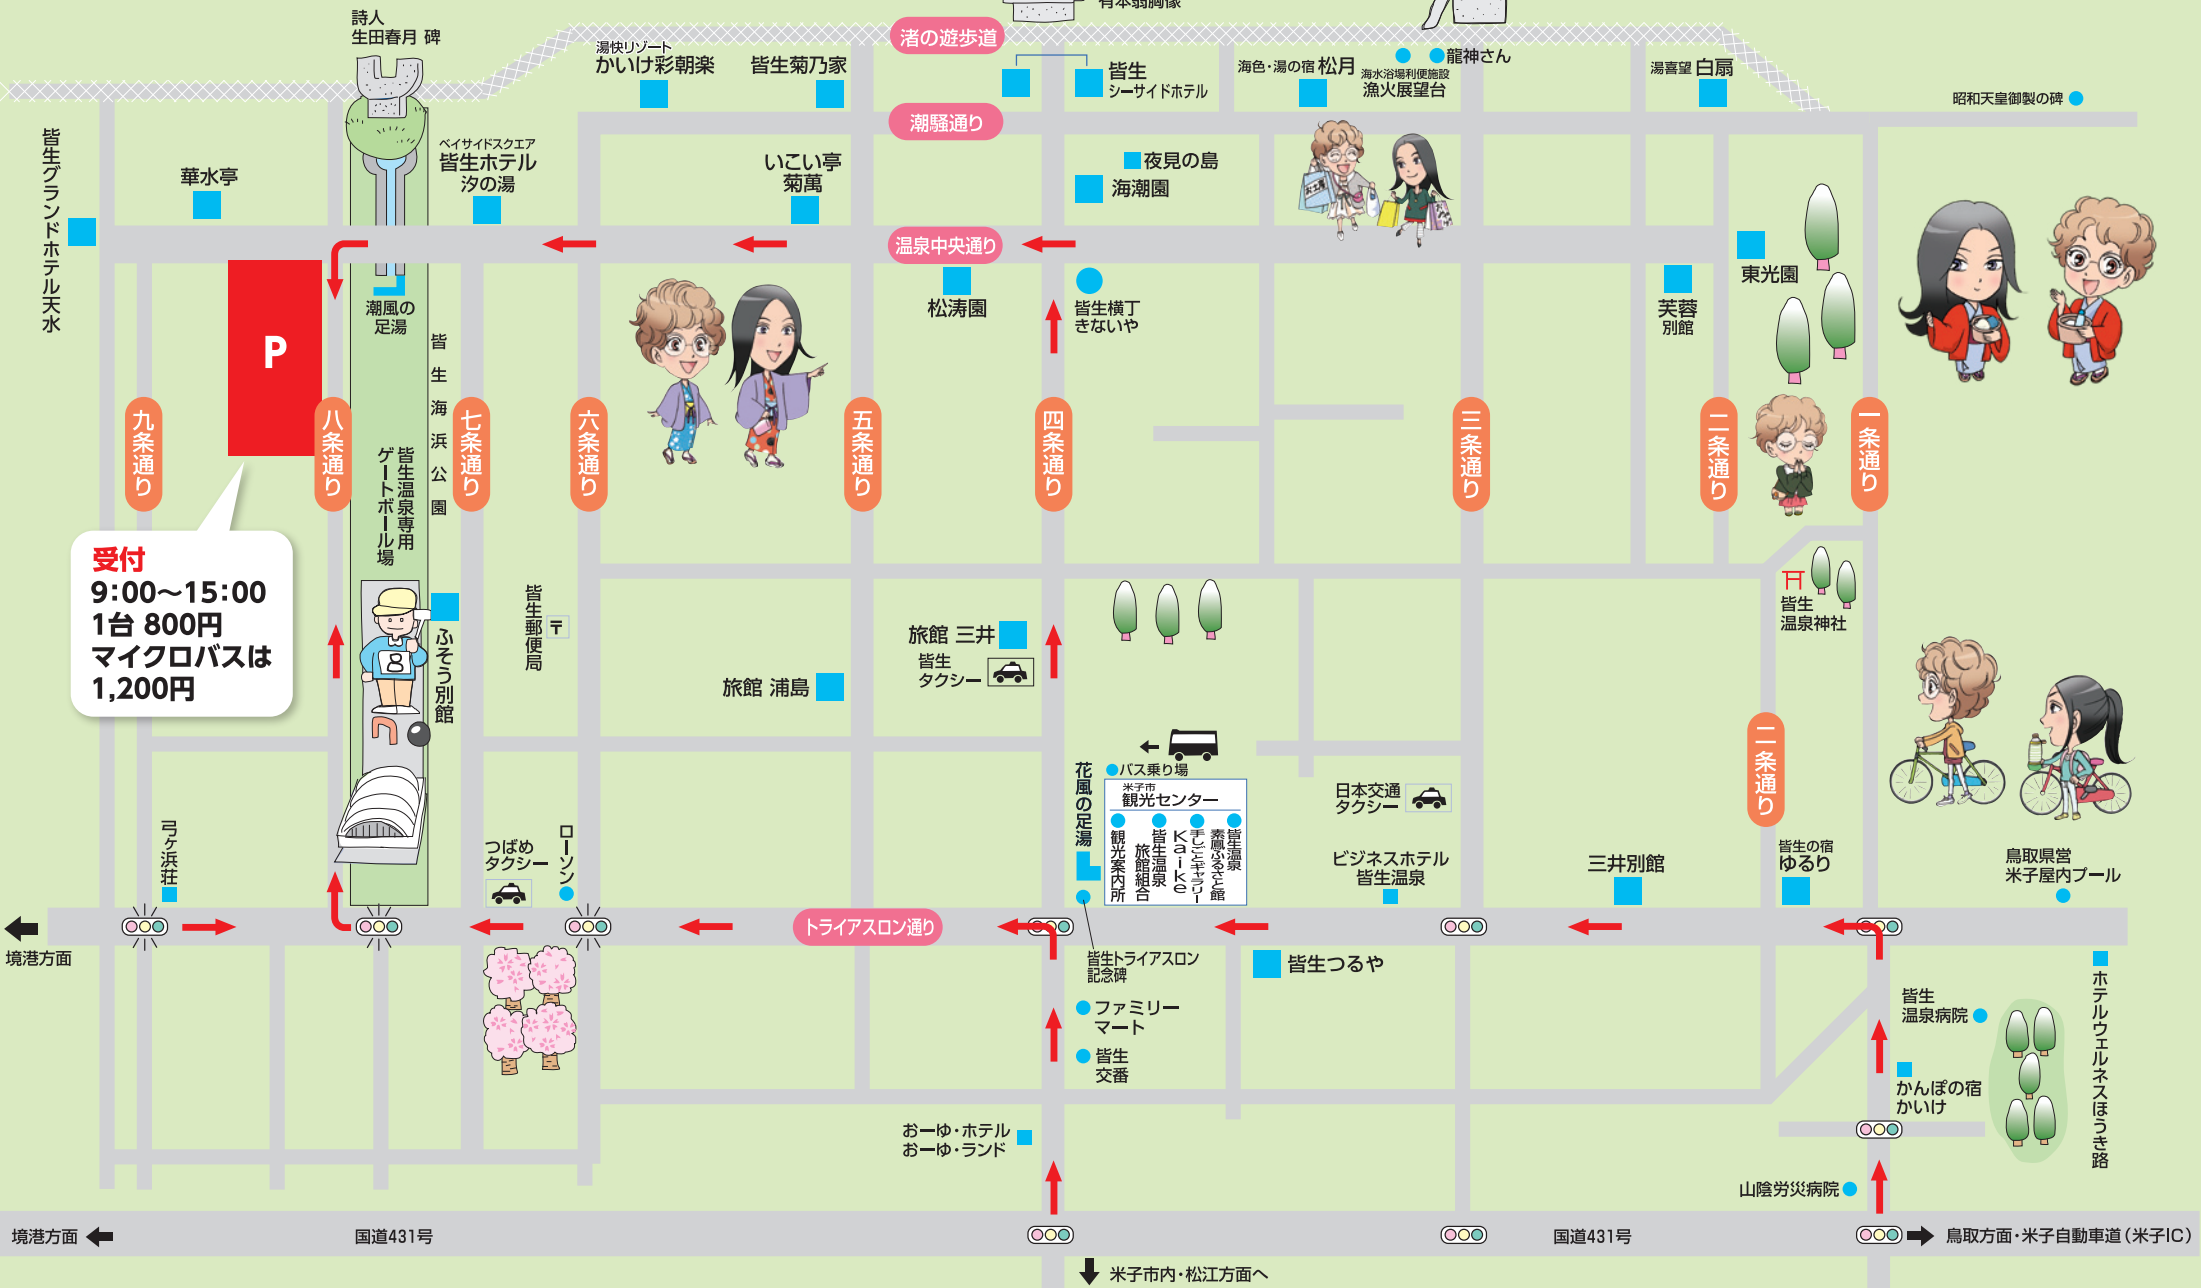 有本芳胸像
詩人
生田春月 碑
渚の遊歩道
湯快リゾート
かいけ彩朝楽
皆生菊乃家
皆生
シーサイドホテル
海色・湯の宿 松月
海水浴場利便施設
漁火展望台
龍神さん
湯喜望 白扇
昭和天皇御製の碑
潮騒通り
皆生グランドホテル天水
華水亭
ベイサイドスクエア
皆生ホテル
汐の湯
いこい亭
菊萬
夜見の島
海潮園
お土産
温泉中央通り
東光園
潮風の
足湯
松涛園
皆生横丁
きないや
芙蓉
別館
P
皆生海浜公園
九条通り
八条通り
七条通り
六条通り
五条通り
四条通り
三条通り
二条通り
一条通り
皆生温泉専用
ゲートボール場
受付
9:00〜15:00
1台 800円
マイクロバスは
1,200円
皆生郵便局
〒
ふそう別館
8
旅館 三井
皆生
タクシー
旅館 浦島
皆生
温泉神社
二条通り
バス乗り場
花風の足湯
米子市
観光センター
観光案内所
皆生温泉
旅館組合
手しごとギャラリー
Kaike
皆生温泉
素鳳ふるさと館
日本交通
タクシー
弓ヶ浜荘
つばめ
タクシー
ローソン
ビジネスホテル
皆生温泉
三井別館
皆生の宿
ゆるり
鳥取県営
米子屋内プール
トライアスロン通り
境港方面
皆生トライアスロン
記念碑
皆生つるや
ファミリー
マート
皆生
交番
皆生
温泉病院
ホテルウェルネスほうき路
かんぽの宿
かいけ
おーゆ・ホテル
おーゆ・ランド
山陰労災病院
境港方面
国道431号
国道431号
鳥取方面・米子自動車道（米子IC）
米子市内・松江方面へ